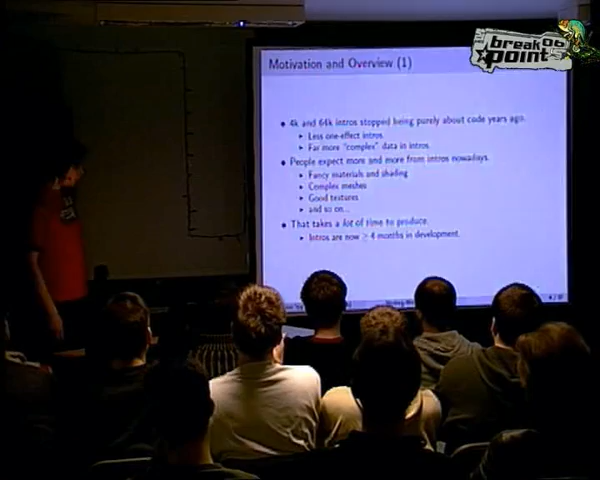 break 06
point
Motivation and Overview (1)
4k and 64k intros stopped being purely about code years ago.
Less one-effect intros.
Far more "complex" data in intros.
People expect more and more from intros nowadays.
Fancy materials and shading
Complex meshes
Good textures
and so on...
That takes a lot of time to produce.
Intros are now ≥ 4 months in development.